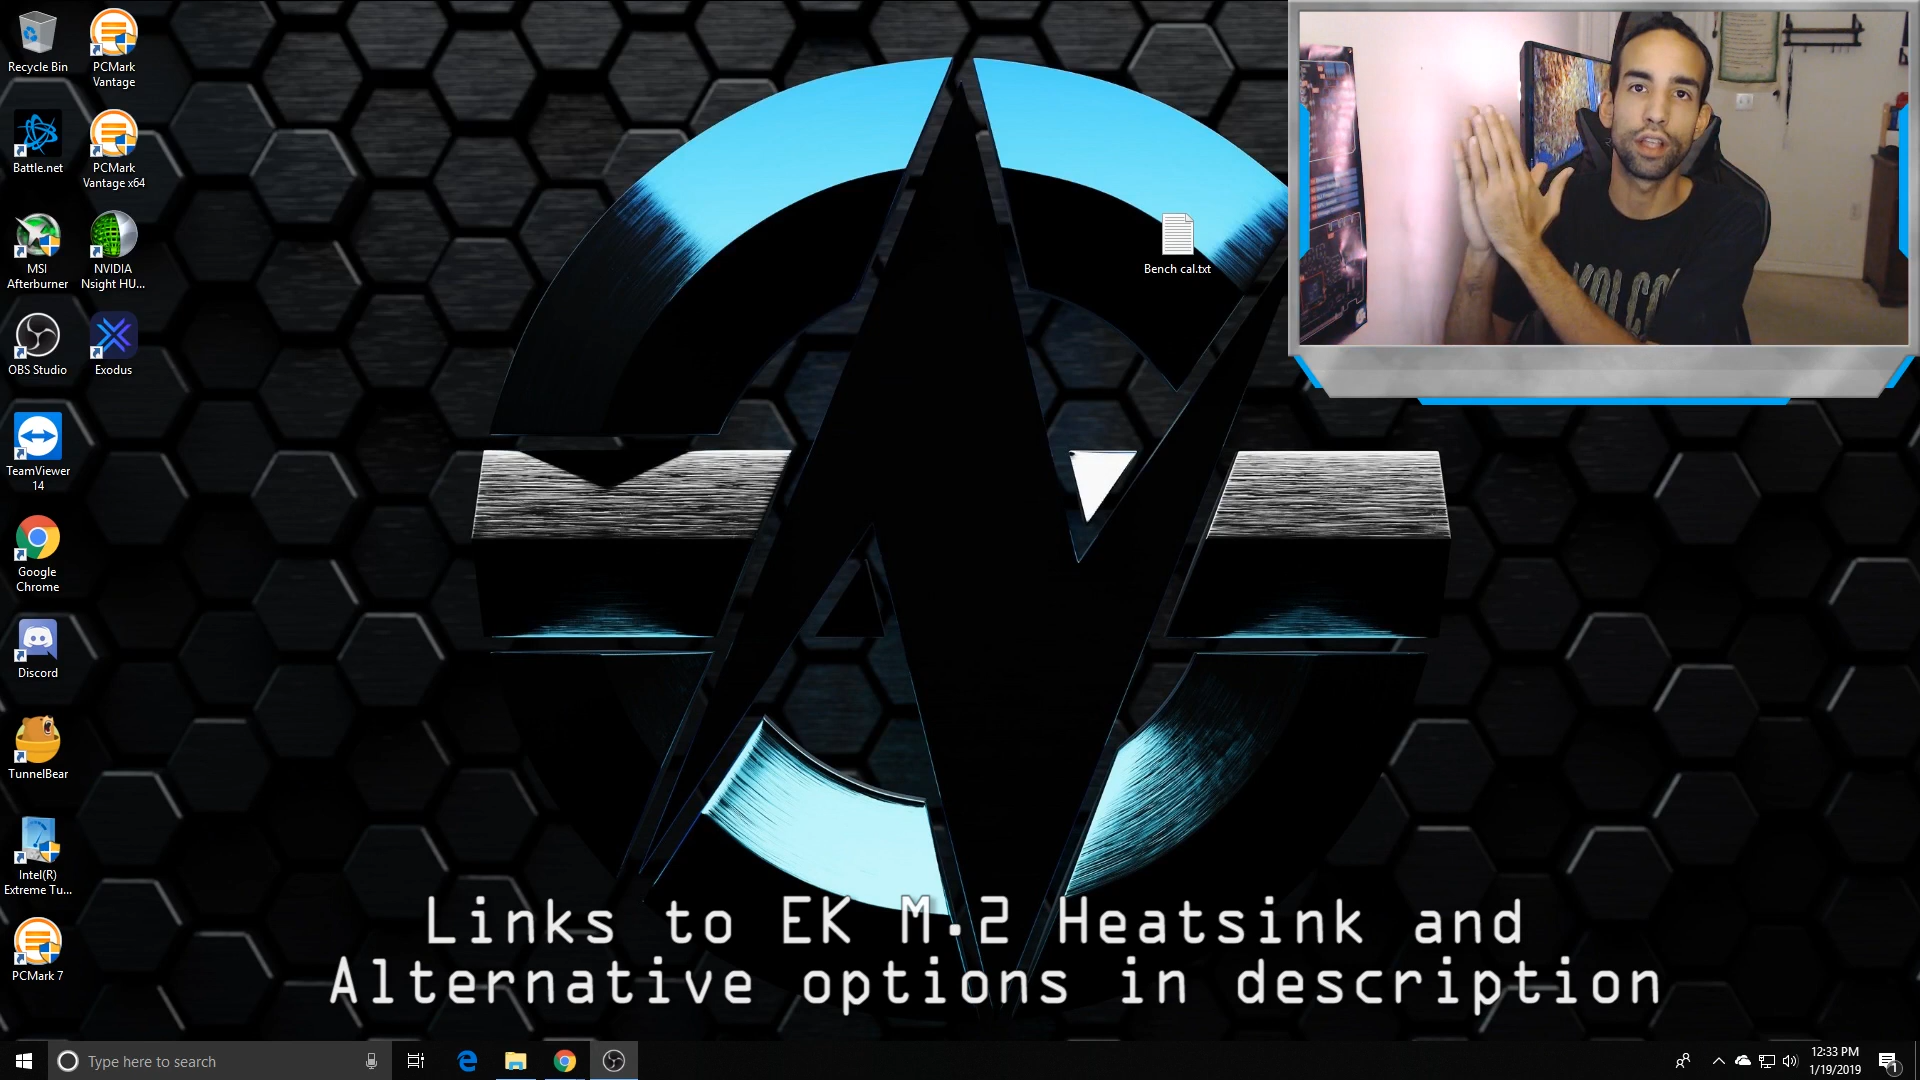 Recycle Bin
PCMark
Vantage
Battle.net
PCMark
Vantage x64
MSI
Afterburner
NVIDIA
Nsight HU...
OBS Studio
Exodus
TeamViewer
14
Google
Chrome
Discord
TunnelBear
Intel(R)
Extreme Tu...
PCMark 7
Bench cal.txt
Links to EK M.2 Heatsink and
Alternative options in description
Type here to search
12:33 PM
1/19/2019
1